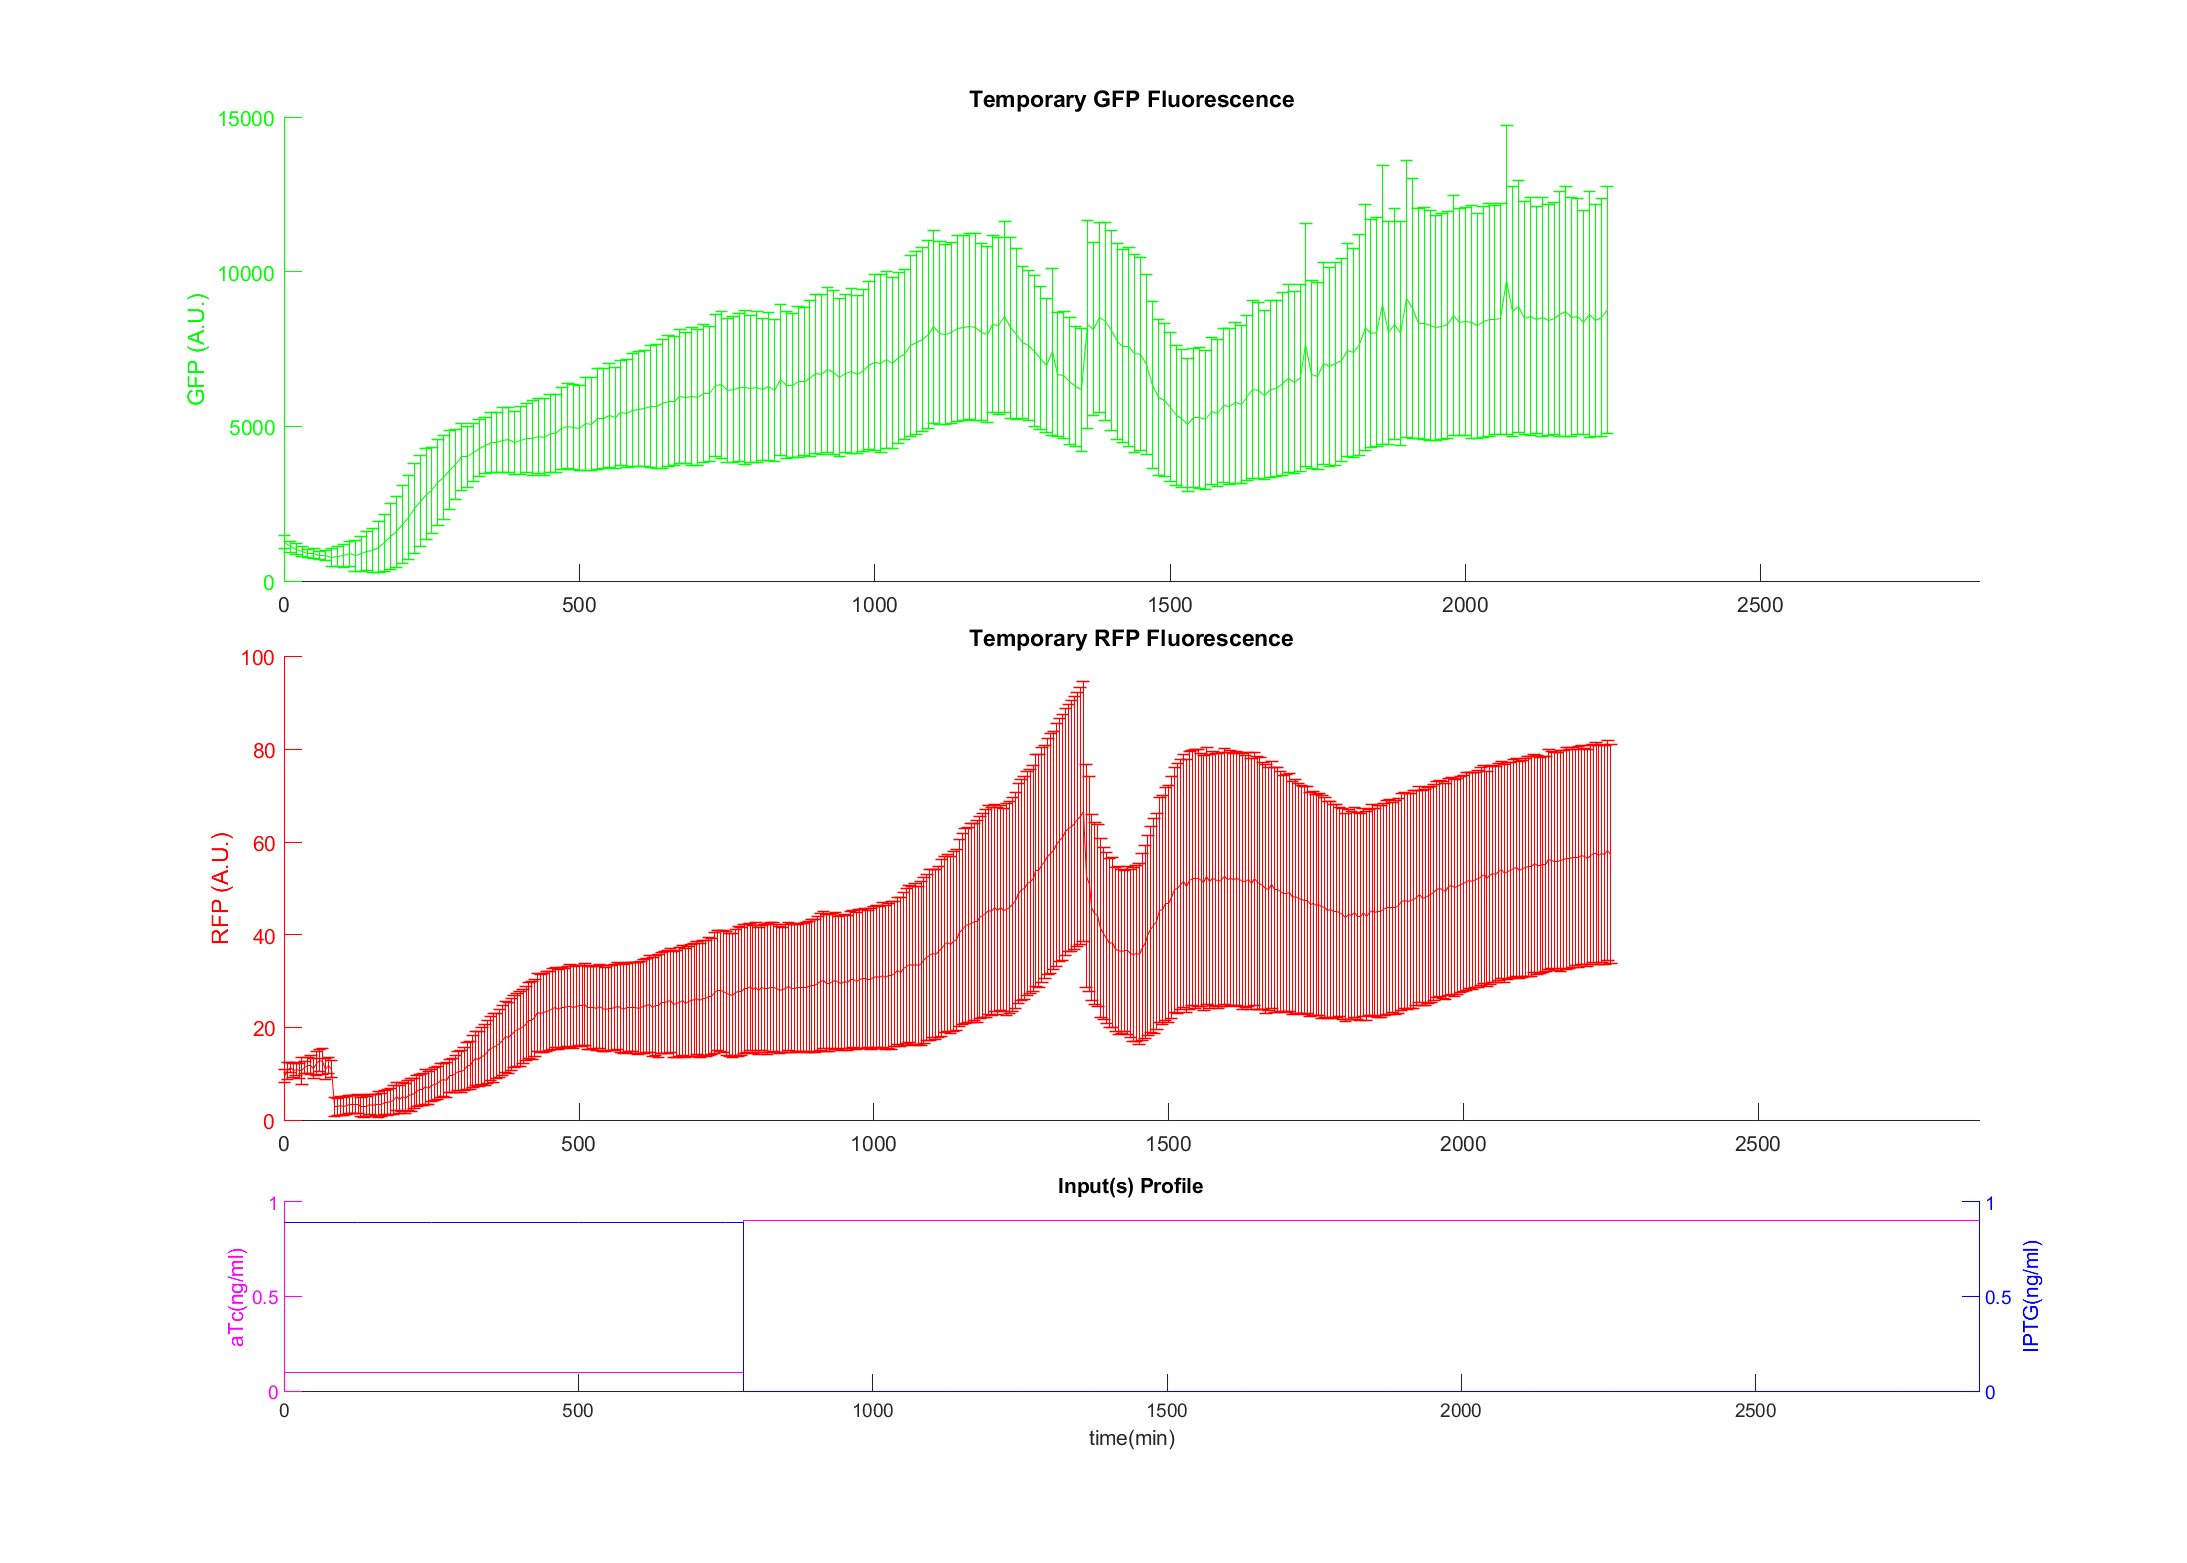 Temporary GFP Fluorescence
15000
10000
5000
0
GFP (A.U.)
0 500 1000 1500 2000 2500
Temporary RFP Fluorescence
100
80
60
40
20
0
RFP (A.U.)
0 500 1000 1500 2000 2500
Input(s) Profile
1
0.5
0
aTc(ng/ml)
1
0.5
0
IPTG(ng/ml)
0 500 1000 1500 2000 2500
time(min)